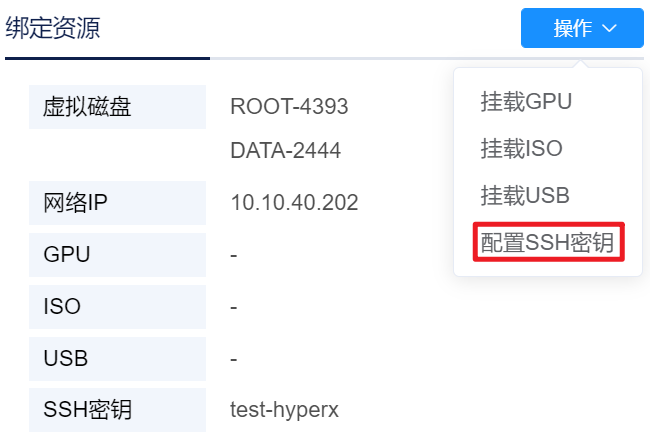 绑定资源
操作
虚拟磁盘 ROOT-4393
DATA-2444
网络IP 10.10.40.202
GPU -
ISO -
USB -
SSH密钥 test-hyperx
挂载GPU
挂载ISO
挂载USB
配置SSH密钥